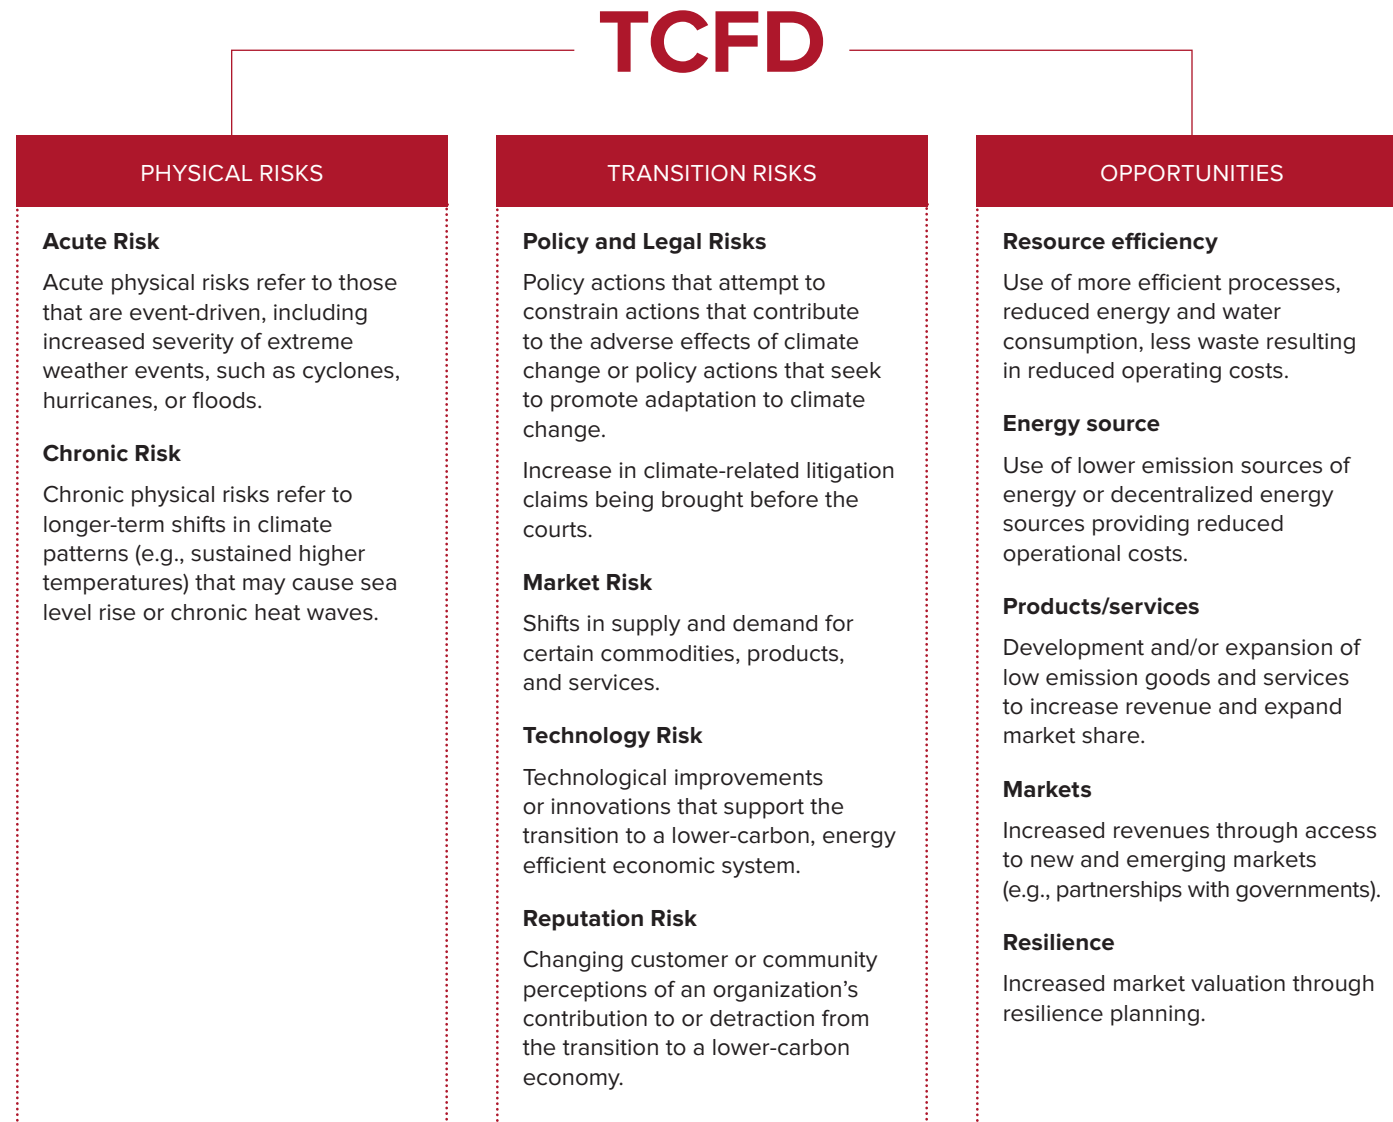 TCFD
PHYSICAL RISKS
Acute Risk
Acute physical risks refer to those
that are event-driven, including
increased severity of extreme
weather events, such as cyclones,
hurricanes, or floods.
Chronic Risk
Chronic physical risks refer to
longer-term shifts in climate
patterns (e.g., sustained higher
temperatures) that may cause sea
level rise or chronic heat waves.
TRANSITION RISKS
Policy and Legal Risks
Policy actions that attempt to
constrain actions that contribute
to the adverse effects of climate
change or policy actions that seek
to promote adaptation to climate
change.
Increase in climate-related litigation
claims being brought before the
courts.
Market Risk
Shifts in supply and demand for
certain commodities, products,
and services.
Technology Risk
Technological improvements
or innovations that support the
transition to a lower-carbon, energy
efficient economic system.
Reputation Risk
Changing customer or community
perceptions of an organization’s
contribution to or detraction from
the transition to a lower-carbon
economy.
OPPORTUNITIES
Resource efficiency
Use of more efficient processes,
reduced energy and water
consumption, less waste resulting
in reduced operating costs.
Energy source
Use of lower emission sources of
energy or decentralized energy
sources providing reduced
operational costs.
Products/services
Development and/or expansion of
low emission goods and services
to increase revenue and expand
market share.
Markets
Increased revenues through access
to new and emerging markets
(e.g., partnerships with governments).
Resilience
Increased market valuation through
resilience planning.